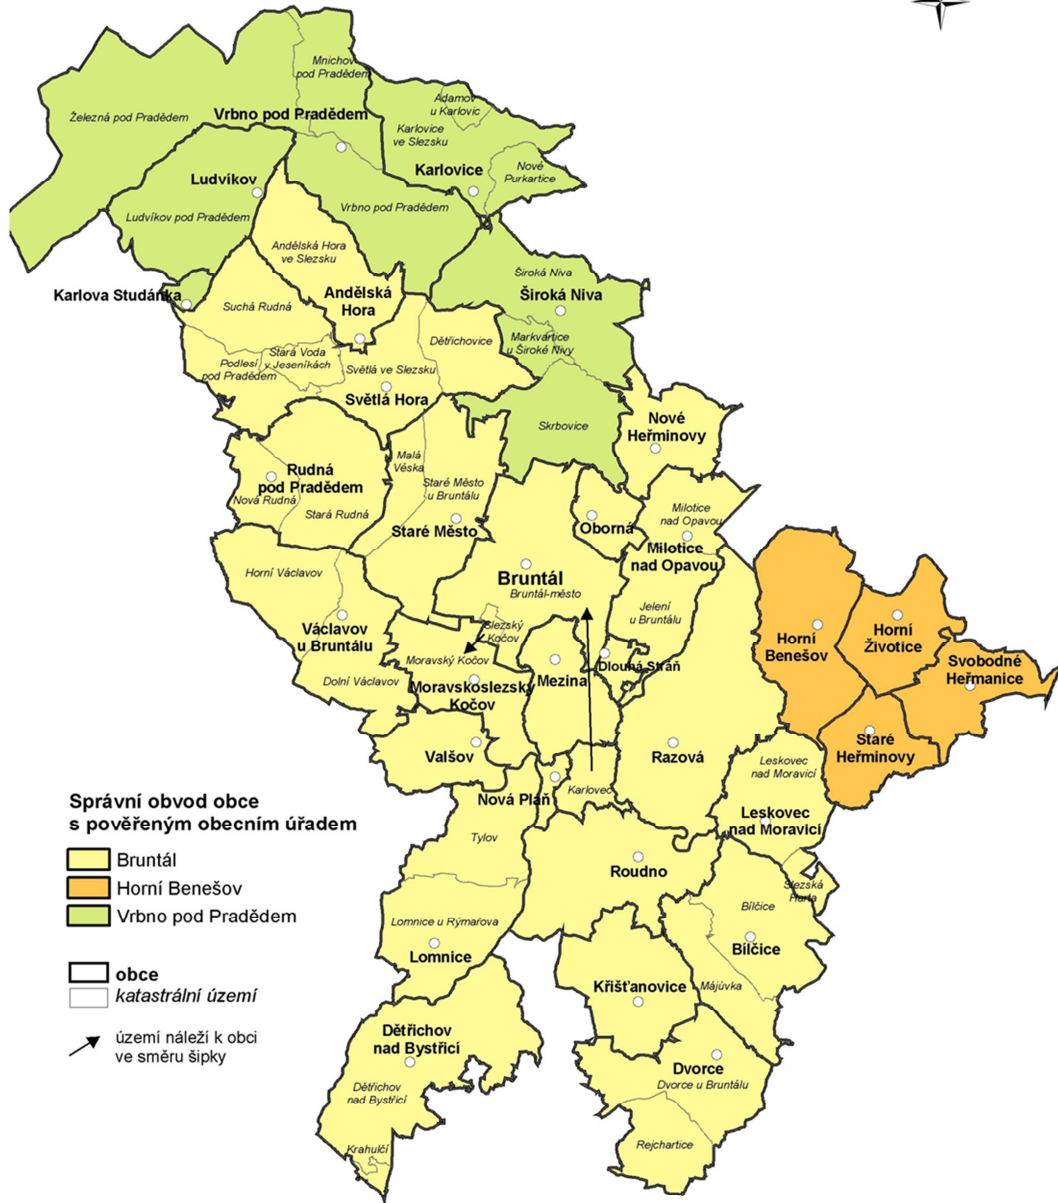 Mnichov
pod Pradědem
Adamov
u Karlovic
Železná pod Pradědem
Vrbno pod Pradědem
Karlovice
ve Slezsku
Karlovice
Nové
Purkartice
Ludvíkov
Ludvíkov pod Pradědem
Vrbno pod Pradědem
Andělská Hora
ve Slezsku
Široká Niva
Široká Niva
Karlova Studánka
Andělská
Hora
Suchá Rudná
Markvartice
u Široké Nivy
Dětřichovice
Stará Voda
v Jeseníkách
Podlesí
pod Pradědem
Světlá ve Slezsku
Světlá Hora
Skrbovice
Nové
Heřminovy
Malá
Véska
Rudná
pod Pradědem
Nová Rudná
Stará Rudná
Staré Město
u Bruntálu
Staré Město
Oborná
Milotice
nad Opavou
Milotice
nad Opavou
Bruntál
Bruntál-město
Horní Václavov
Jelení
u Bruntálu
Václavov
u Bruntálu
Slezský
Kočov
Horní
Benešov
Horní
Životice
Svobodné
Heřmanice
Moravský Kočov
Dlouhá Stráň
Dolní Václavov
Moravskoslezský
Kočov
Mezina
Staré
Heřminovy
Valšov
Razová
Leskovec
nad Moravicí
Nová Pláň
Karlovec
Leskovec
nad Moravicí
Tylov
Roudno
Slezská
Harta
Bílčice
Bílčice
Lomnice u Rýmařova
Lomnice
Křišťanovice
Májůvka
Dětřichov
nad Bystřicí
Dětřichov
nad Bystřicí
Dvorce
Dvorce u Bruntálu
Krahulčí
Rejchartice
Správní obvod obce
s pověřeným obecním úřadem
Bruntál
Horní Benešov
Vrbno pod Pradědem
obce
katastrální území
území náleží k obci
ve směru šipky